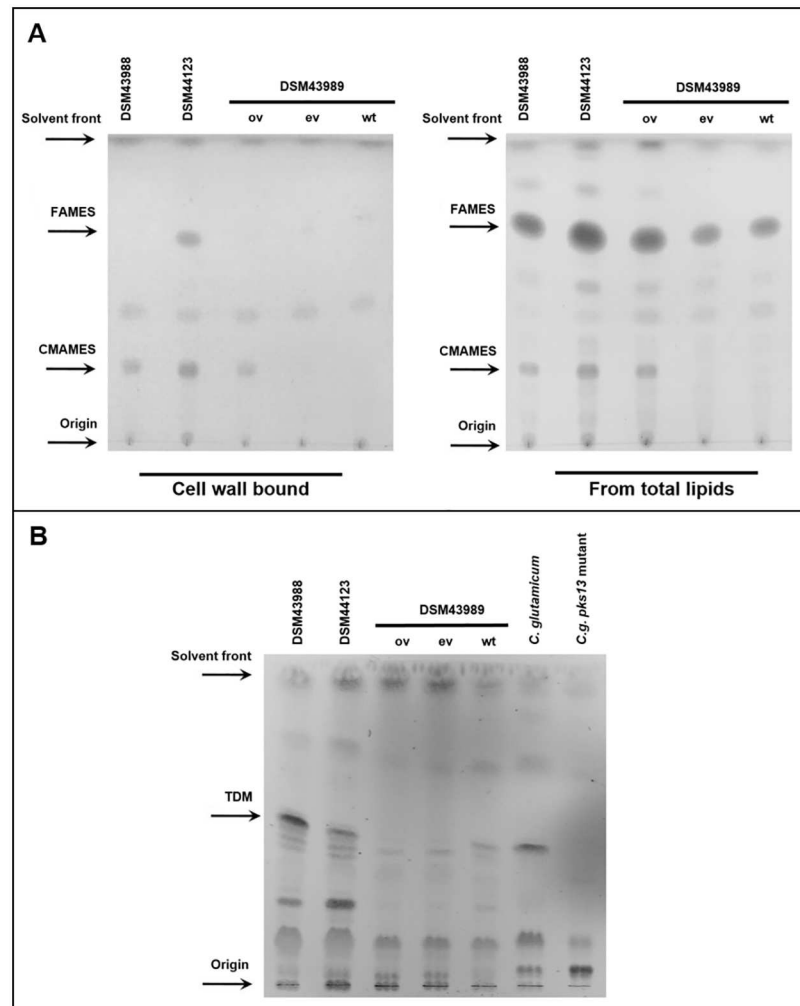 A
DSM43988
DSM44123
DSM43989
ov ev wt
Solvent front
FAMES
CMAMES
Origin
Cell wall bound
DSM43988
DSM44123
DSM43989
ov ev wt
Solvent front
FAMES
CMAMES
Origin
From total lipids
B
DSM43988
DSM44123
DSM43989
ov ev wt
C. glutamicum
C.g. pks13 mutant
Solvent front
TDM
Origin